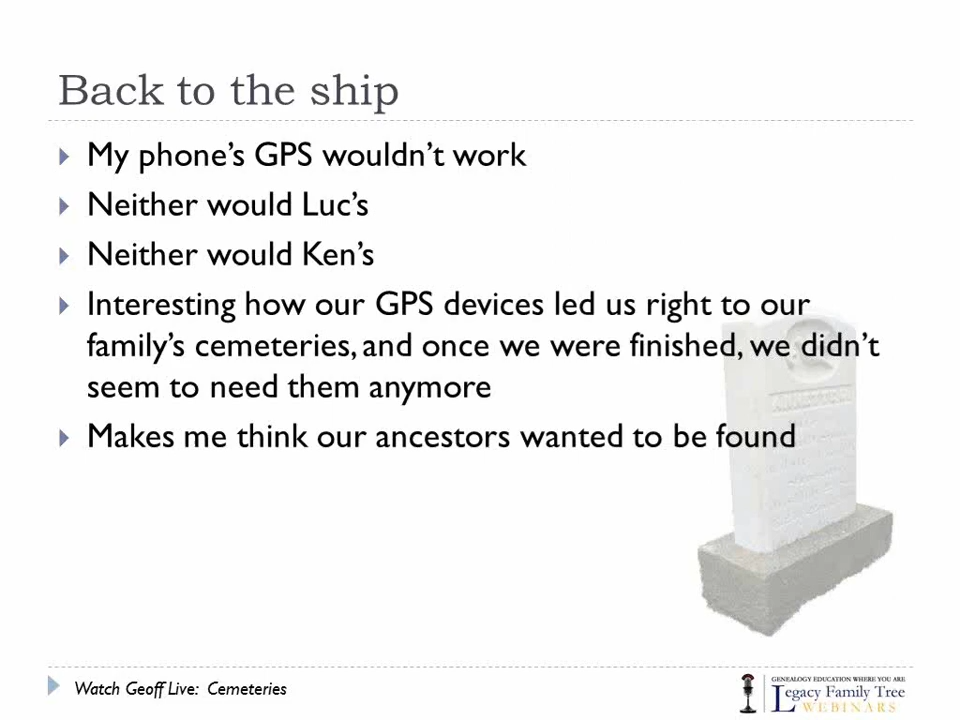 Back to the ship
My phone’s GPS wouldn’t work
Neither would Luc’s
Neither would Ken’s
Interesting how our GPS devices led us right to our
family’s cemeteries, and once we were finished, we didn’t
seem to need them anymore
Makes me think our ancestors wanted to be found
Watch Geoff Live: Cemeteries
GENEALOGY EDUCATION WHERE YOU ARE
Legacy Family Tree
WEBINARS